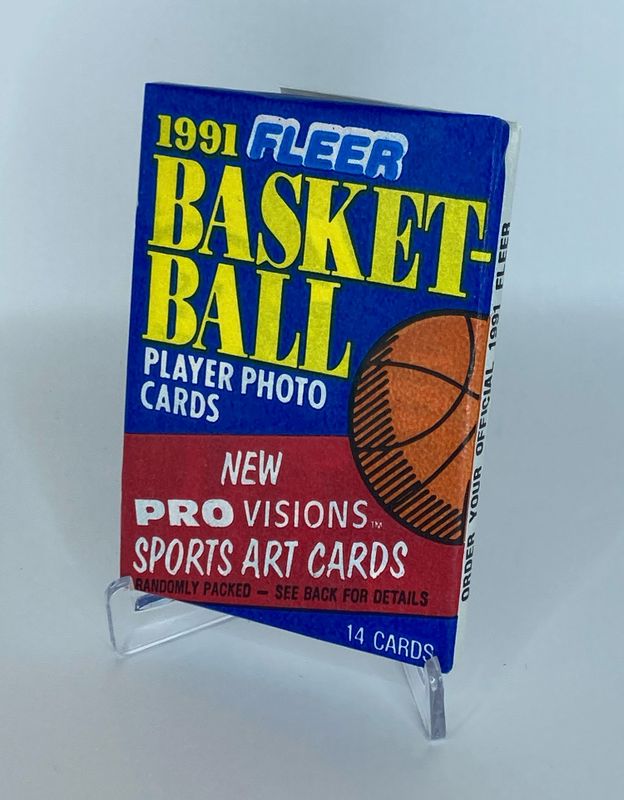 1991 FLEER
BASKET-
BALL
PLAYER PHOTO
CARDS
NEW
PRO VISIONS™
SPORTS ART CARDS
RANDOMLY PACKED — SEE BACK FOR DETAILS
14 CARDS
ORDER YOUR OFFICIAL 1991 FLEER